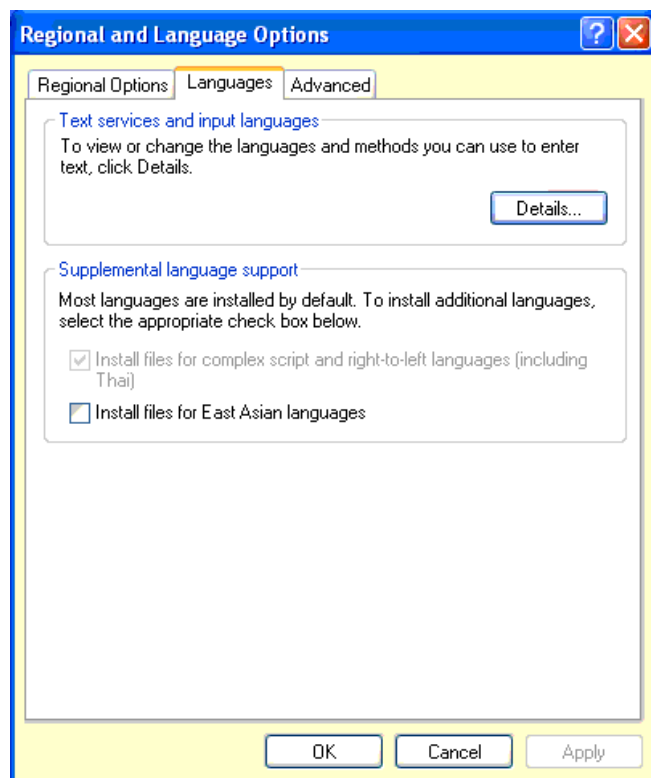 Regional and Language Options
Regional Options Languages Advanced
Text services and input languages
To view or change the languages and methods you can use to enter
text, click Details.
Details...
Supplemental language support
Most languages are installed by default. To install additional languages,
select the appropriate check box below.
Install files for complex script and right-to-left languages (including
Thai)
Install files for East Asian languages
OK Cancel Apply